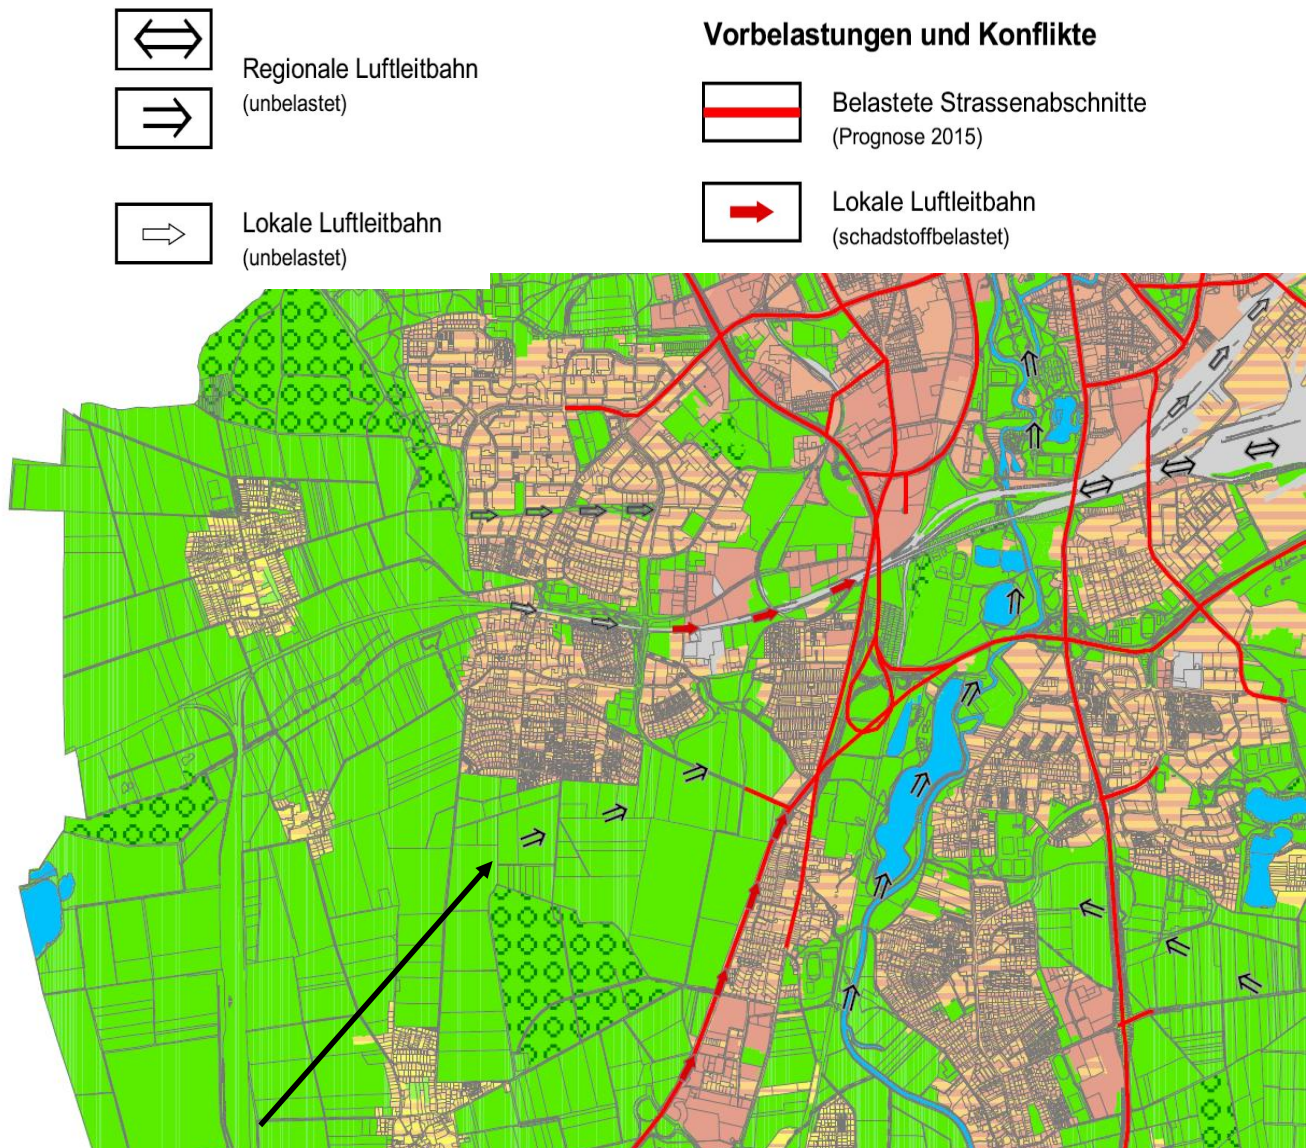 Regionale Luftleitbahn
(unbelastet)
Lokale Luftleitbahn
(unbelastet)
Vorbelastungen und Konflikte
Belastete Strassenabschnitte
(Prognose 2015)
Lokale Luftleitbahn
(schadstoffbelastet)